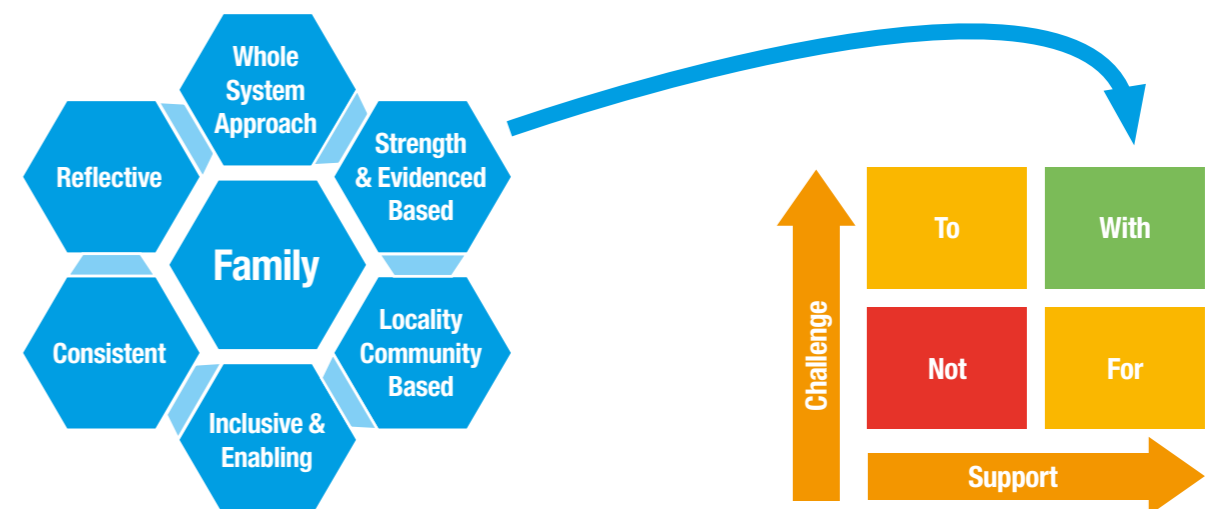 Whole
System
Approach
Strength
& Evidenced
Based
Locality
Community
Based
Inclusive &
Enabling
Consistent
Reflective
Family
Challenge
To
With
Not
For
Support